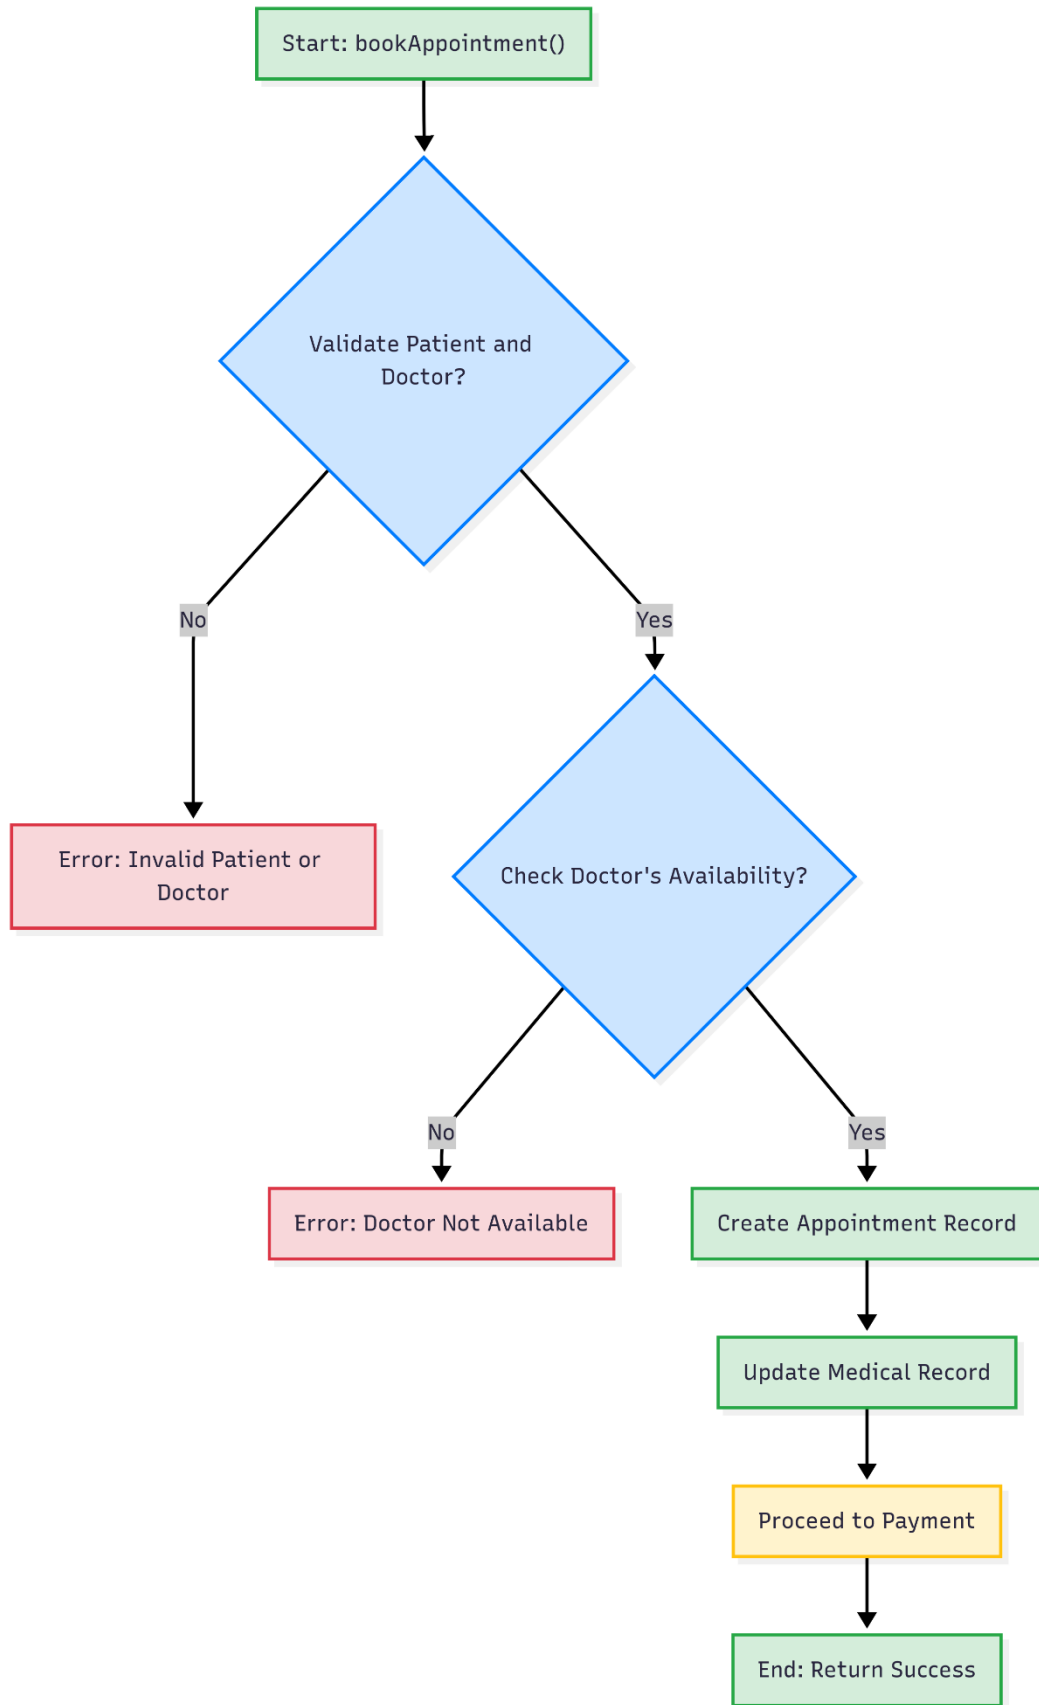 Start: bookAppointment()
Validate Patient and
Doctor?
No
Yes
Error: Invalid Patient or
Doctor
Check Doctor's Availability?
No
Yes
Error: Doctor Not Available
Create Appointment Record
Update Medical Record
Proceed to Payment
End: Return Success